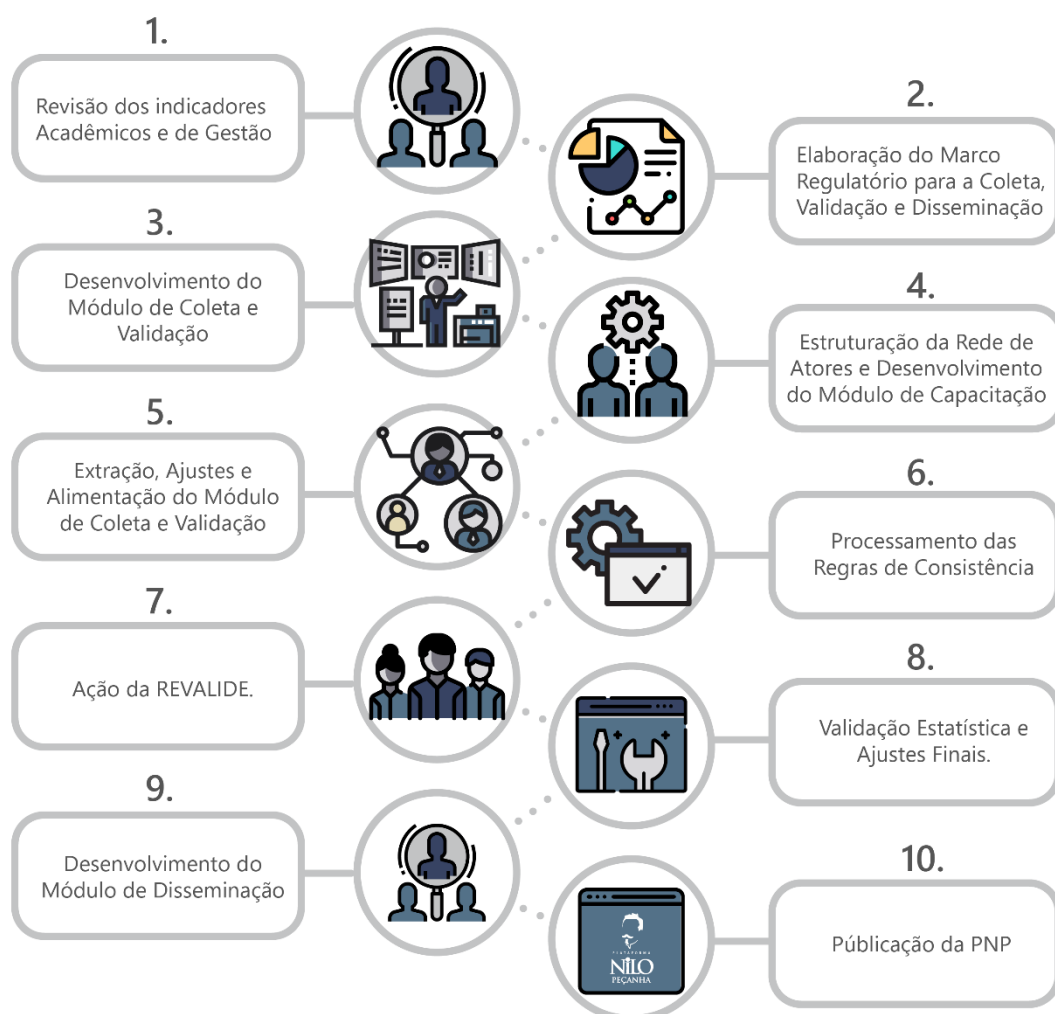 1.
Revisão dos indicadores
Acadêmicos e de Gestão
2.
Elaboração do Marco
Regulatório para a Coleta,
Validação e Disseminação
3.
Desenvolvimento do
Módulo de Coleta e
Validação
4.
Estruturação da Rede de
Atores e Desenvolvimento
do Módulo de Capacitação
5.
Extração, Ajustes e
Alimentação do Módulo
de Coleta e Validação
6.
Processamento das
Regras de Consistência
7.
Ação da REVALIDE.
8.
Validação Estatística e
Ajustes Finais.
9.
Desenvolvimento do
Módulo de Disseminação
10.
Públicação da PNP
PLATAFORMA
NILO
PEÇANHA